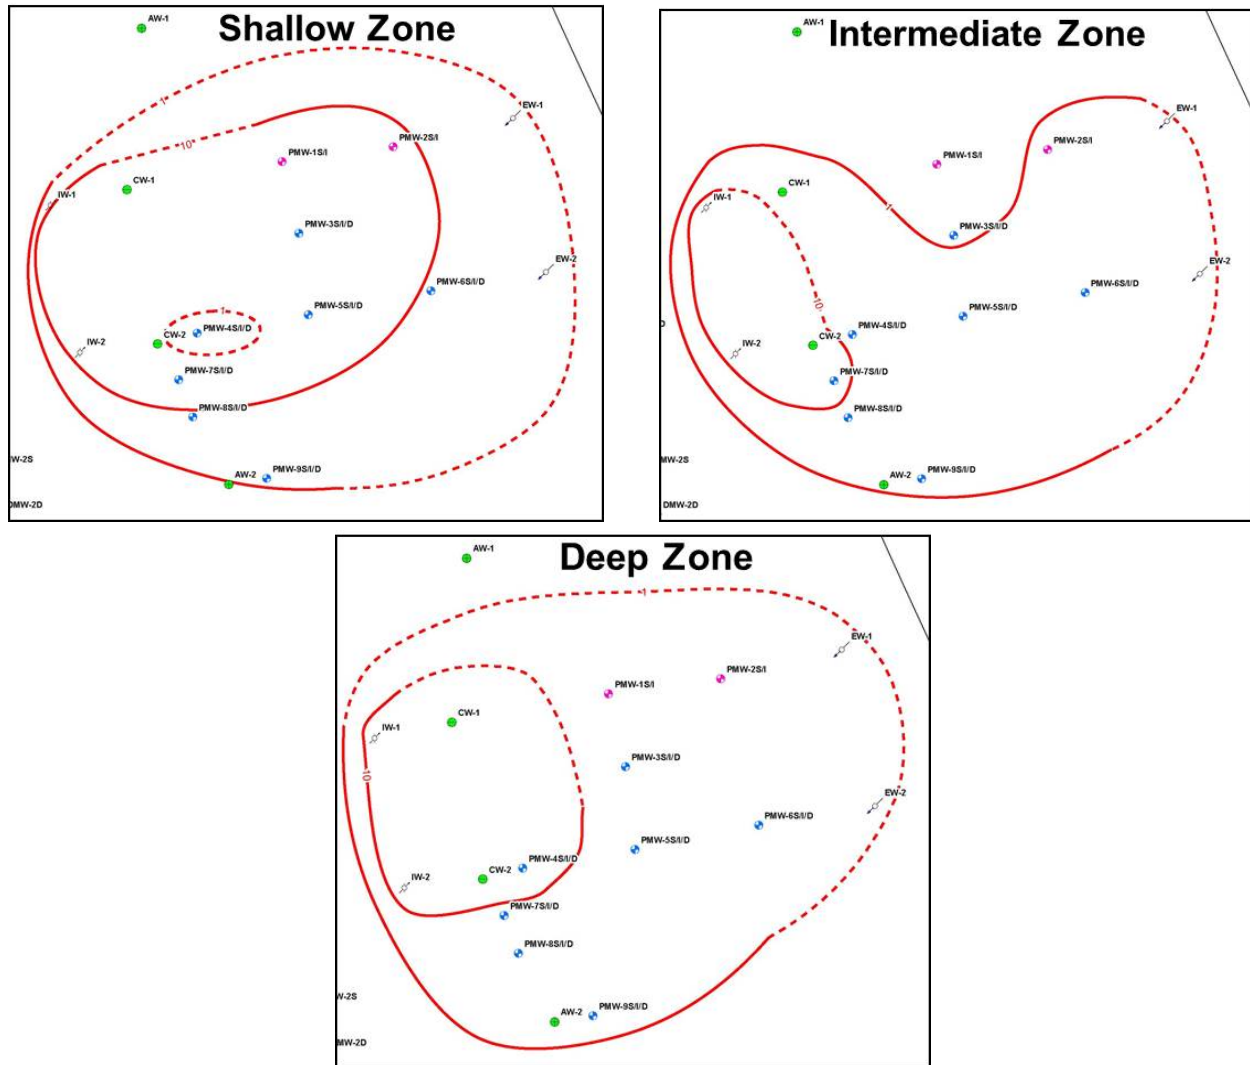 Shallow Zone
AW-1
1
EW-1
10
PMW-1S/I
PMW-2S/I
CW-1
IW-1
PMW-3S/I/D
EW-2
PMW-6S/I/D
1
PMW-5S/I/D
PMW-4S/I/D
CW-2
IW-2
PMW-7S/I/D
PMW-8S/I/D
W-2S
AW-2
PMW-9S/I/D
DMW-2D
Intermediate Zone
AW-1
EW-1
PMW-1S/I
PMW-2S/I
CW-1
IW-1
1
PMW-3S/I/D
EW-2
PMW-6S/I/D
10
PMW-5S/I/D
D
PMW-4S/I/D
CW-2
IW-2
PMW-7S/I/D
PMW-8S/I/D
MW-2S
AW-2
PMW-9S/I/D
DMW-2D
Deep Zone
AW-1
1
EW-1
PMW-1S/I
PMW-2S/I
CW-1
IW-1
PMW-3S/I/D
10
EW-2
PMW-6S/I/D
PMW-5S/I/D
PMW-4S/I/D
CW-2
IW-2
PMW-7S/I/D
PMW-8S/I/D
W-2S
AW-2
PMW-9S/I/D
MW-2D